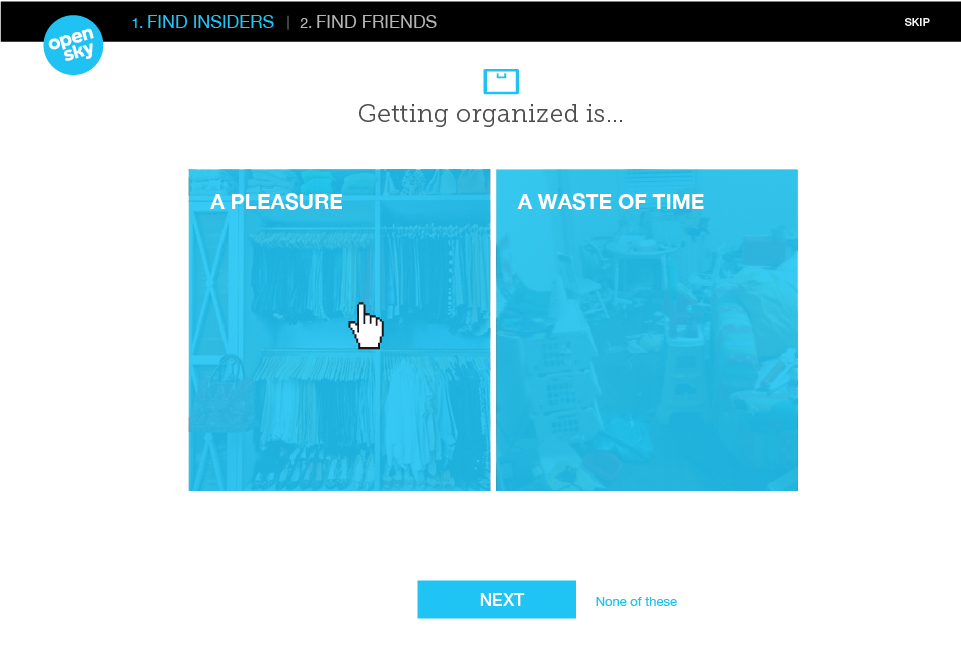 1. FIND INSIDERS | 2. FIND FRIENDS
SKIP
open
sky
Getting organized is...
A PLEASURE
A WASTE OF TIME
NEXT
None of these